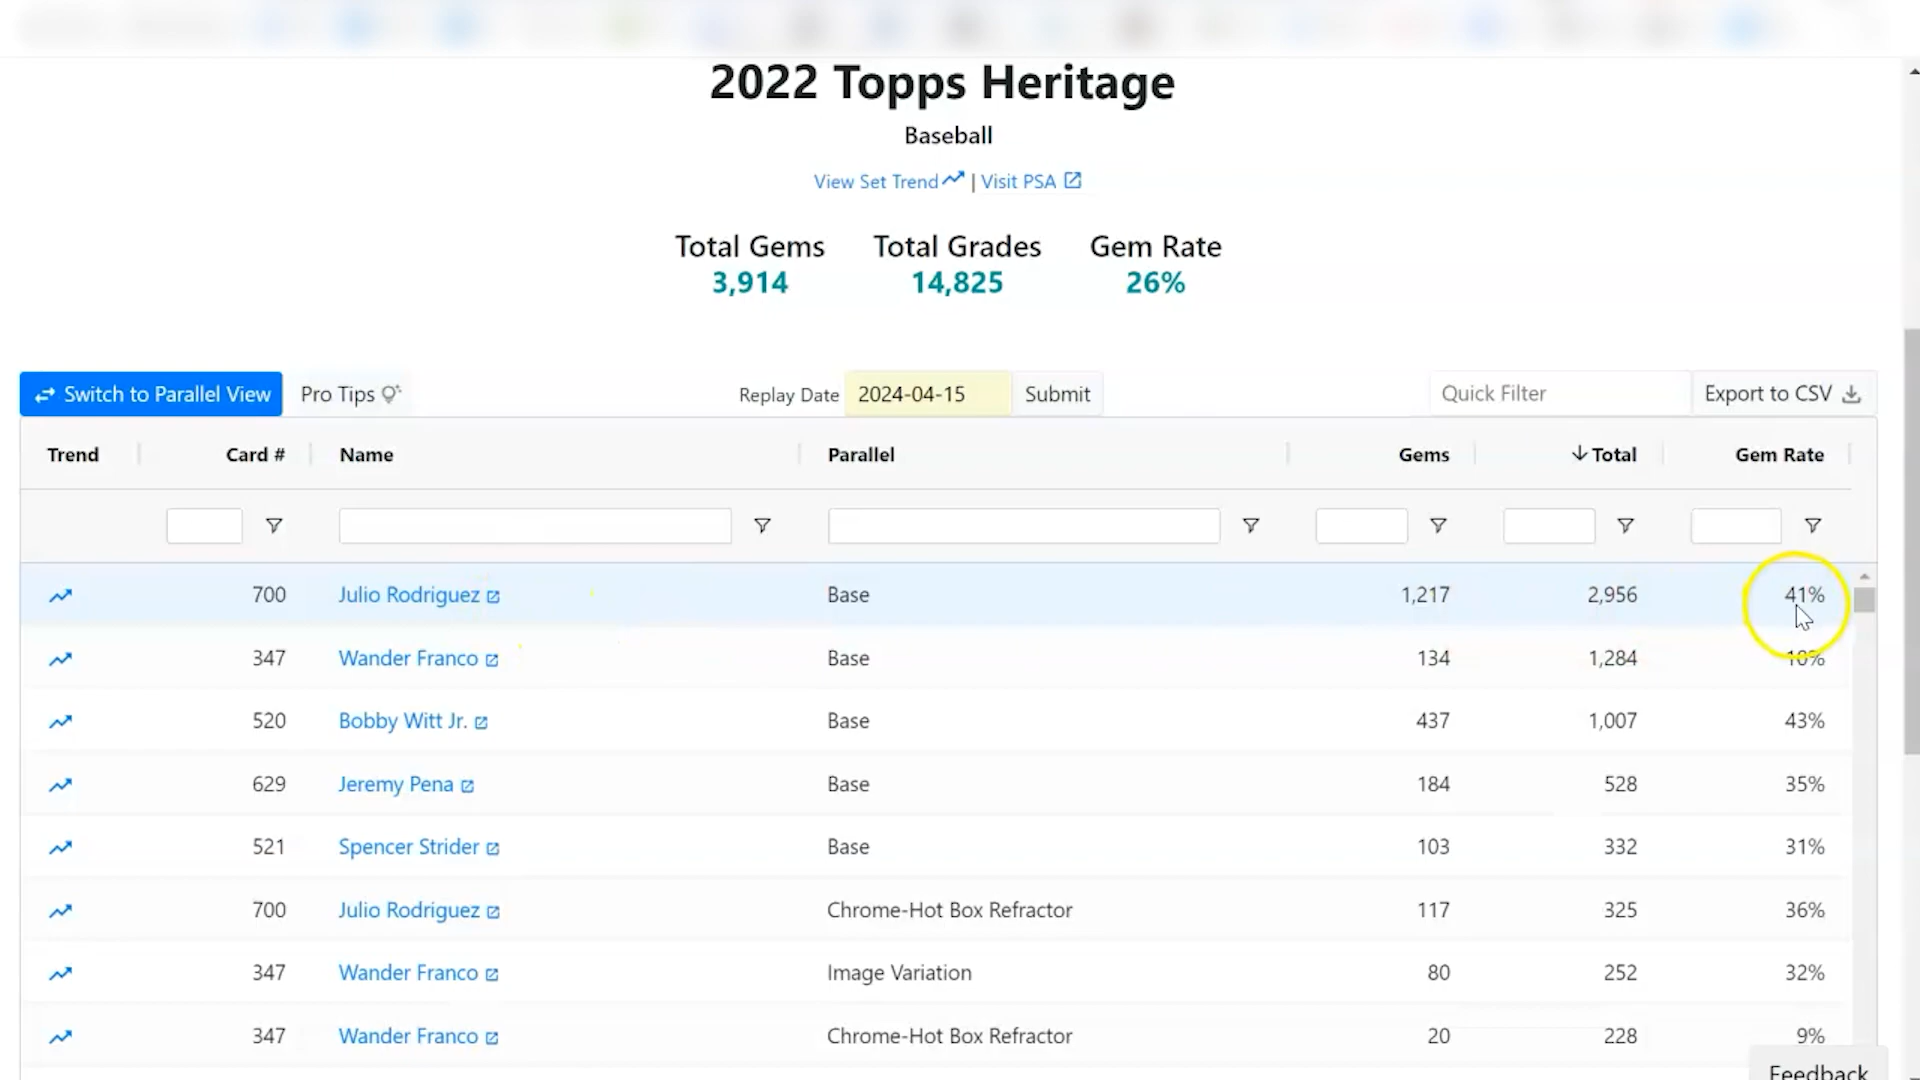 2022 Topps Heritage
Baseball
View Set Trend | Visit PSA
Total Gems Total Grades Gem Rate
3,914 14,825 26%
Switch to Parallel View Pro Tips Replay Date 2024-04-15 Submit Quick Filter Export to CSV
Trend Card # Name Parallel Gems Total Gem Rate
700 Julio Rodriguez Base 1,217 2,956 41%
347 Wander Franco Base 134 1,284 10%
520 Bobby Witt Jr. Base 437 1,007 43%
629 Jeremy Pena Base 184 528 35%
521 Spencer Strider Base 103 332 31%
700 Julio Rodriguez Chrome-Hot Box Refractor 117 325 36%
347 Wander Franco Image Variation 80 252 32%
347 Wander Franco Chrome-Hot Box Refractor 20 228 9%
Feedback